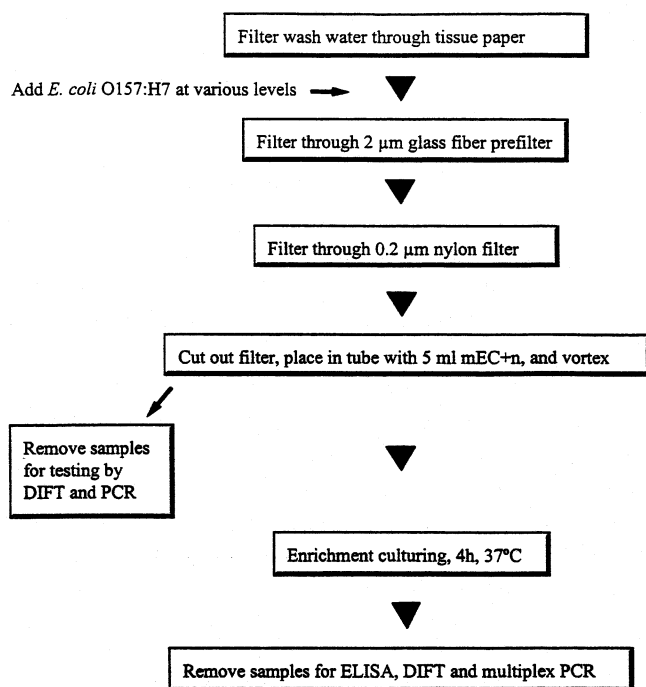 Filter wash water through tissue paper
Add E. coli O157:H7 at various levels
Filter through 2 µm glass fiber prefilter
Filter through 0.2 µm nylon filter
Cut out filter, place in tube with 5 ml mEC+n, and vortex
Remove samples
for testing by
DIFT and PCR
Enrichment culturing, 4h, 37ºC
Remove samples for ELISA, DIFT and multiplex PCR